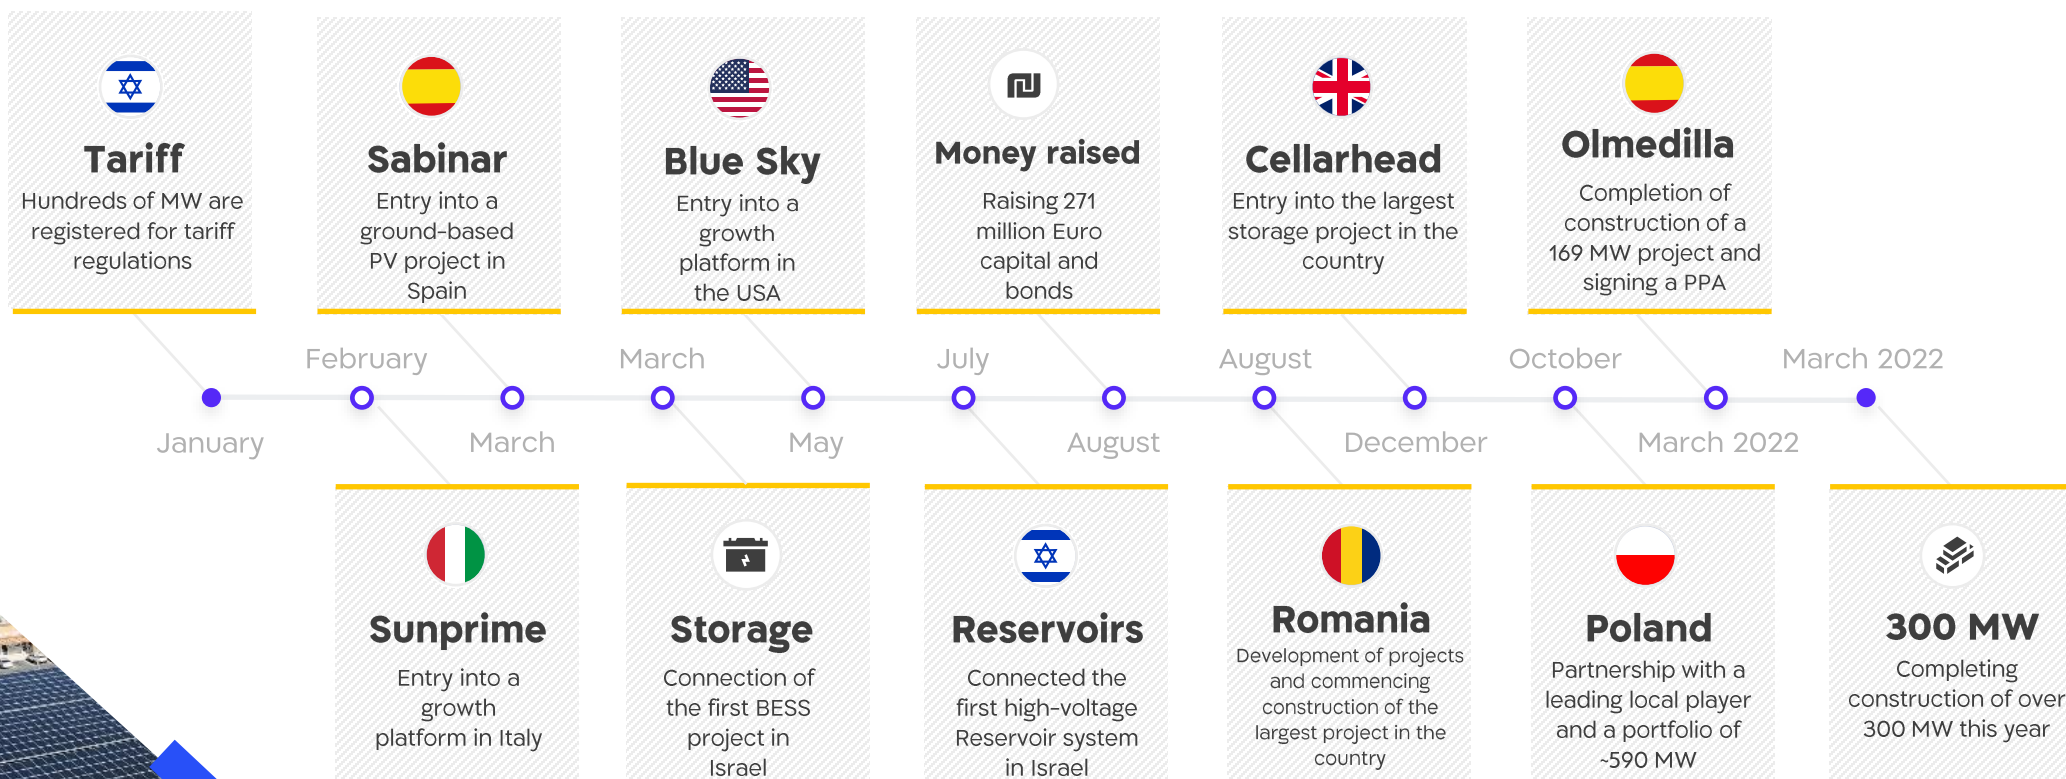 Tariff
Hundreds of MW are
registered for tariff
regulations
Sabinar
Entry into a
ground-based
PV project in
Spain
Blue Sky
Entry into a
growth
platform in
the USA
Money raised
Raising 271
million Euro
capital and
bonds
Cellarhead
Entry into the largest
storage project in the
country
Olmedilla
Completion of
construction of a
169 MW project and
signing a PPA
February
March
July
August
October
March 2022
January
March
May
August
December
March 2022
Sunprime
Entry into a
growth
platform in Italy
Storage
Connection of
the first BESS
project in
Israel
Reservoirs
Connected the
first high-voltage
Reservoir system
in Israel
Romania
Development of projects
and commencing
construction of the
largest project in the
country
Poland
Partnership with a
leading local player
and a portfolio of
~590 MW
300 MW
Completing
construction of over
300 MW this year